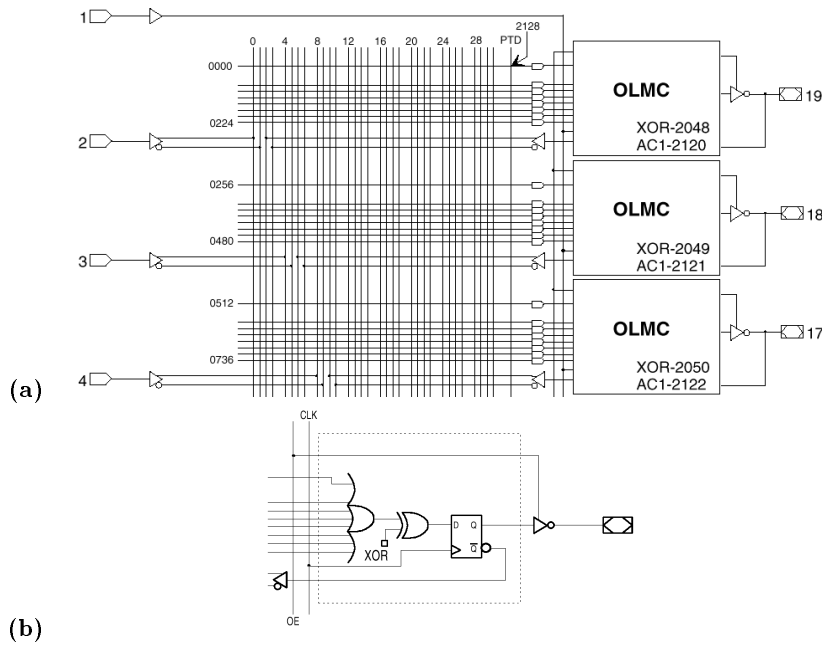 1
2128
0 4 8 12 16 20 24 28 PTD
0000
OLMC
19
XOR-2048
0224
AC1-2120
2
0256
OLMC
18
0480
XOR-2049
3
AC1-2121
0512
OLMC
17
0736
XOR-2050
AC1-2122
4
(a)
CLK
D Q
XOR
Q
OE
(b)